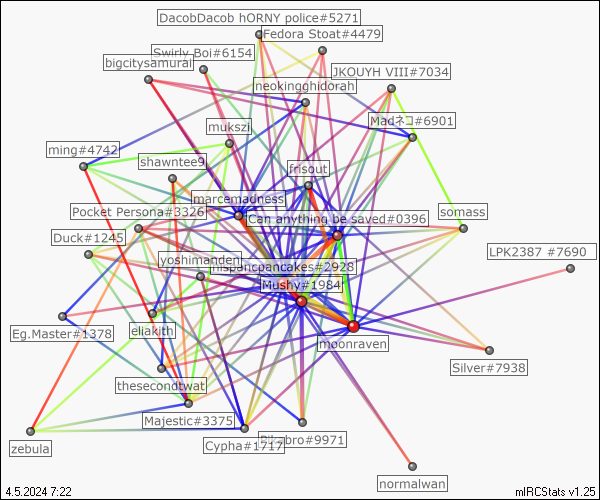 DacobDacob hORNY police#5271
Fedora Stoat#4479
Swirly Boi#6154
bigcitysamurai
JKOUYH VIII#7034
neokingghidorah
Madネコ#6901
mukszi
ming#4742
shawntee9
frisout
marcemadness
Pocket Persona#3326
Can anything be saved#0396
somass
Duck#1245
LPK2387 #7690
yoshimanden
hispancpancakes#2928
Mushy#1984
Eg.Master#1378
eliakith
moonraven
Silver#7938
thesecondtwat
Majestic#3375
Cypha#1717
zebula
normalwan
4.5.2024 7:22
mIRCStats v1.25